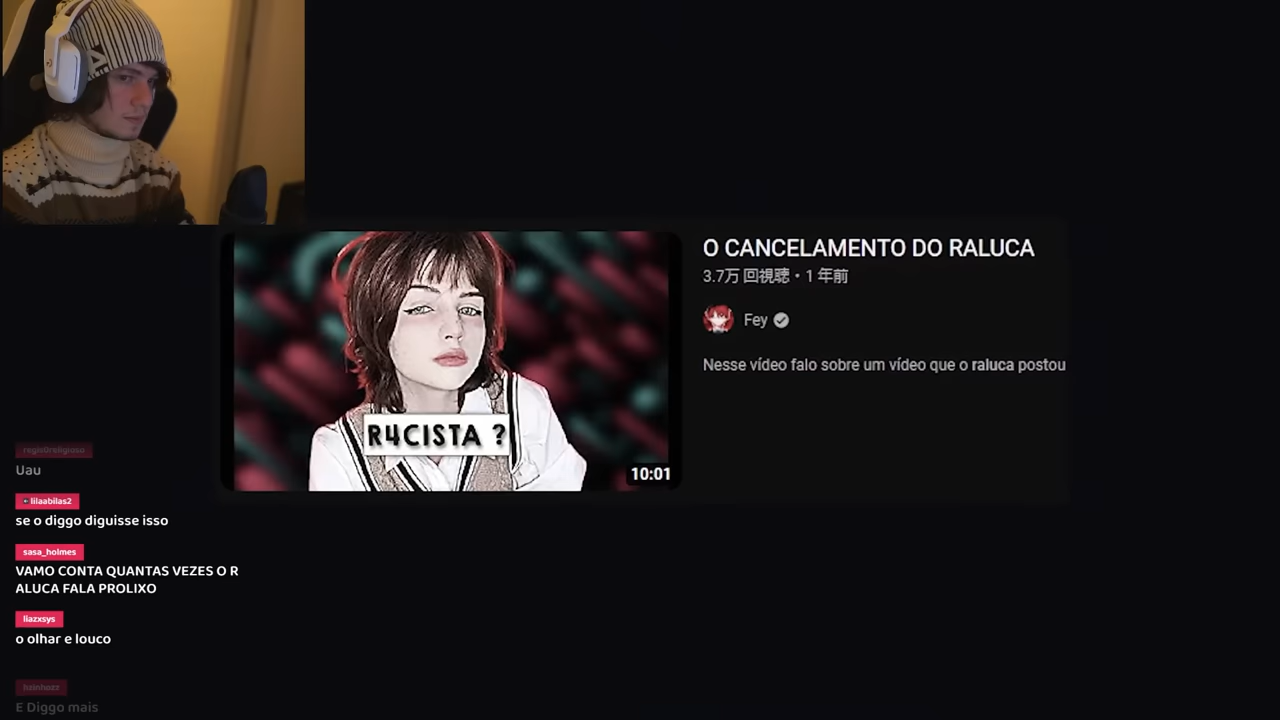 O CANCELAMENTO DO RALUCA
3.7万 回視聴・1 年前
Fey
Nesse vídeo falo sobre um vídeo que o raluca postou
R4CISTA ?
10:01
Uau
lilaabilas2
se o diggo diguisse isso
sasa_holmes
VAMO CONTA QUANTAS VEZES O R
ALUCA FALA PROLIXO
liazxsys
o olhar e louco
E Diggo mais